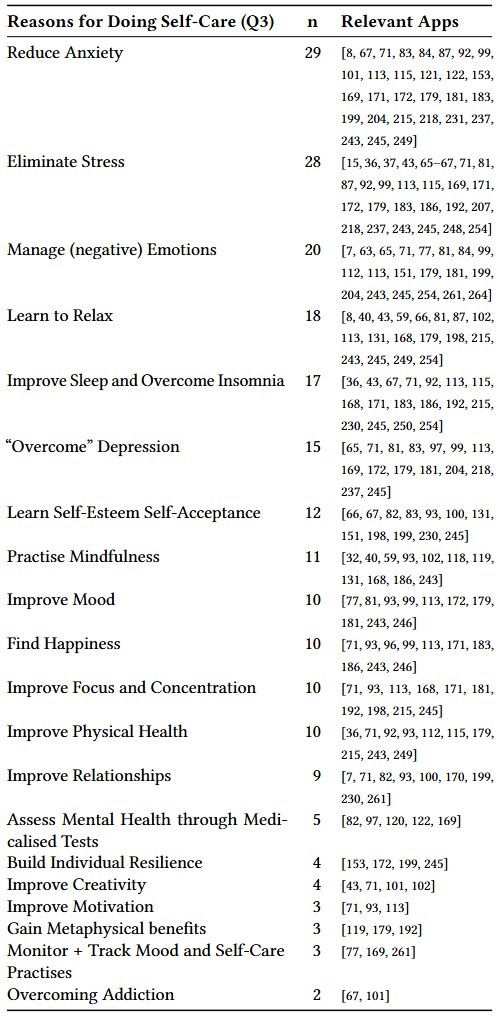 Reasons for Doing Self-Care (Q3) n Relevant Apps
Reduce Anxiety 29 [8, 67, 71, 83, 84, 87, 92, 99,
101, 113, 115, 121, 122, 153,
169, 171, 172, 179, 181, 183,
199, 204, 215, 218, 231, 237,
243, 245, 249]
Eliminate Stress 28 [15, 36, 37, 43, 65–67, 71, 81,
87, 92, 99, 113, 115, 169, 171,
172, 179, 183, 186, 192, 207,
218, 237, 243, 245, 248, 254]
Manage (negative) Emotions 20 [7, 63, 65, 71, 77, 81, 84, 99,
112, 113, 151, 179, 181, 199,
204, 243, 245, 254, 261, 264]
Learn to Relax 18 [8, 40, 43, 59, 66, 81, 87, 102,
113, 131, 168, 179, 198, 215,
243, 245, 249, 254]
Improve Sleep and Overcome Insomnia 17 [36, 43, 67, 71, 92, 113, 115,
168, 171, 183, 186, 192, 215,
230, 245, 250, 254]
“Overcome” Depression 15 [65, 71, 81, 83, 97, 99, 113,
169, 172, 179, 181, 204, 218,
237, 245]
Learn Self-Esteem Self-Acceptance 12 [66, 67, 82, 83, 93, 100, 131,
151, 198, 199, 230, 245]
Practise Mindfulness 11 [32, 40, 59, 93, 102, 118, 119,
131, 168, 186, 243]
Improve Mood 10 [77, 81, 93, 99, 113, 172, 179,
181, 243, 246]
Find Happiness 10 [71, 93, 96, 99, 113, 171, 183,
186, 243, 246]
Improve Focus and Concentration 10 [71, 93, 113, 168, 171, 181,
192, 198, 215, 245]
Improve Physical Health 10 [36, 71, 92, 93, 112, 115, 179,
215, 243, 249]
Improve Relationships 9 [7, 71, 82, 93, 100, 170, 199,
230, 261]
Assess Mental Health through Medi- 5 [82, 97, 120, 122, 169]
calised Tests
Build Individual Resilience 4 [153, 172, 199, 245]
Improve Creativity 4 [43, 71, 101, 102]
Improve Motivation 3 [71, 93, 113]
Gain Metaphysical benefits 3 [119, 179, 192]
Monitor + Track Mood and Self-Care 3 [77, 169, 261]
Practises
Overcoming Addiction 2 [67, 101]